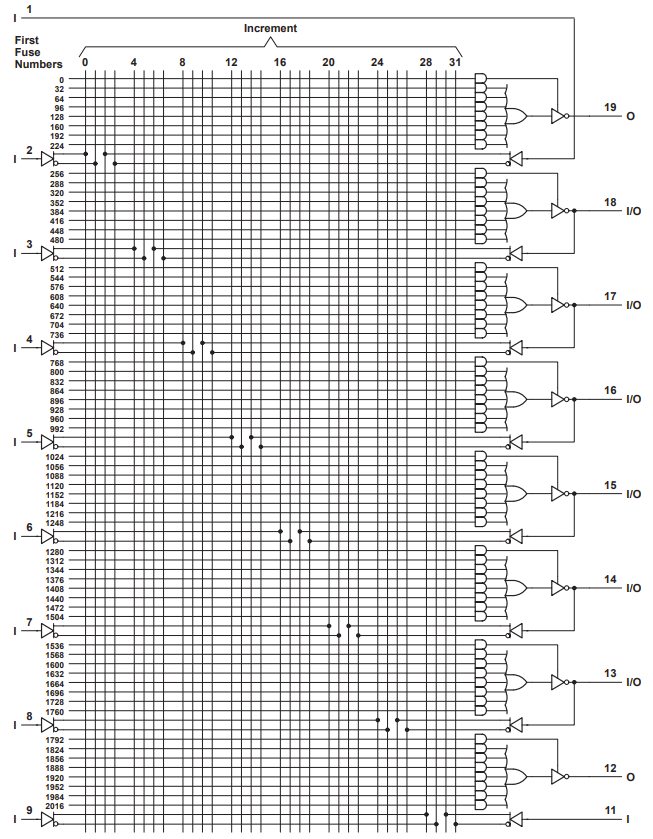 I 1
Increment
First
Fuse
Numbers
0 4 8 12 16 20 24 28 31
0
32
64
96
128
160
192
224
19 O
I 2
256
288
320
352
384
416
448
480
18 I/O
I 3
512
544
576
608
640
672
704
736
17 I/O
I 4
768
800
832
864
896
928
960
992
16 I/O
I 5
1024
1056
1088
1120
1152
1184
1216
1248
15 I/O
I 6
1280
1312
1344
1376
1408
1440
1472
1504
14 I/O
I 7
1536
1568
1600
1632
1664
1696
1728
1760
13 I/O
I 8
1792
1824
1856
1888
1920
1952
1984
2016
12 O
I 9
11 I